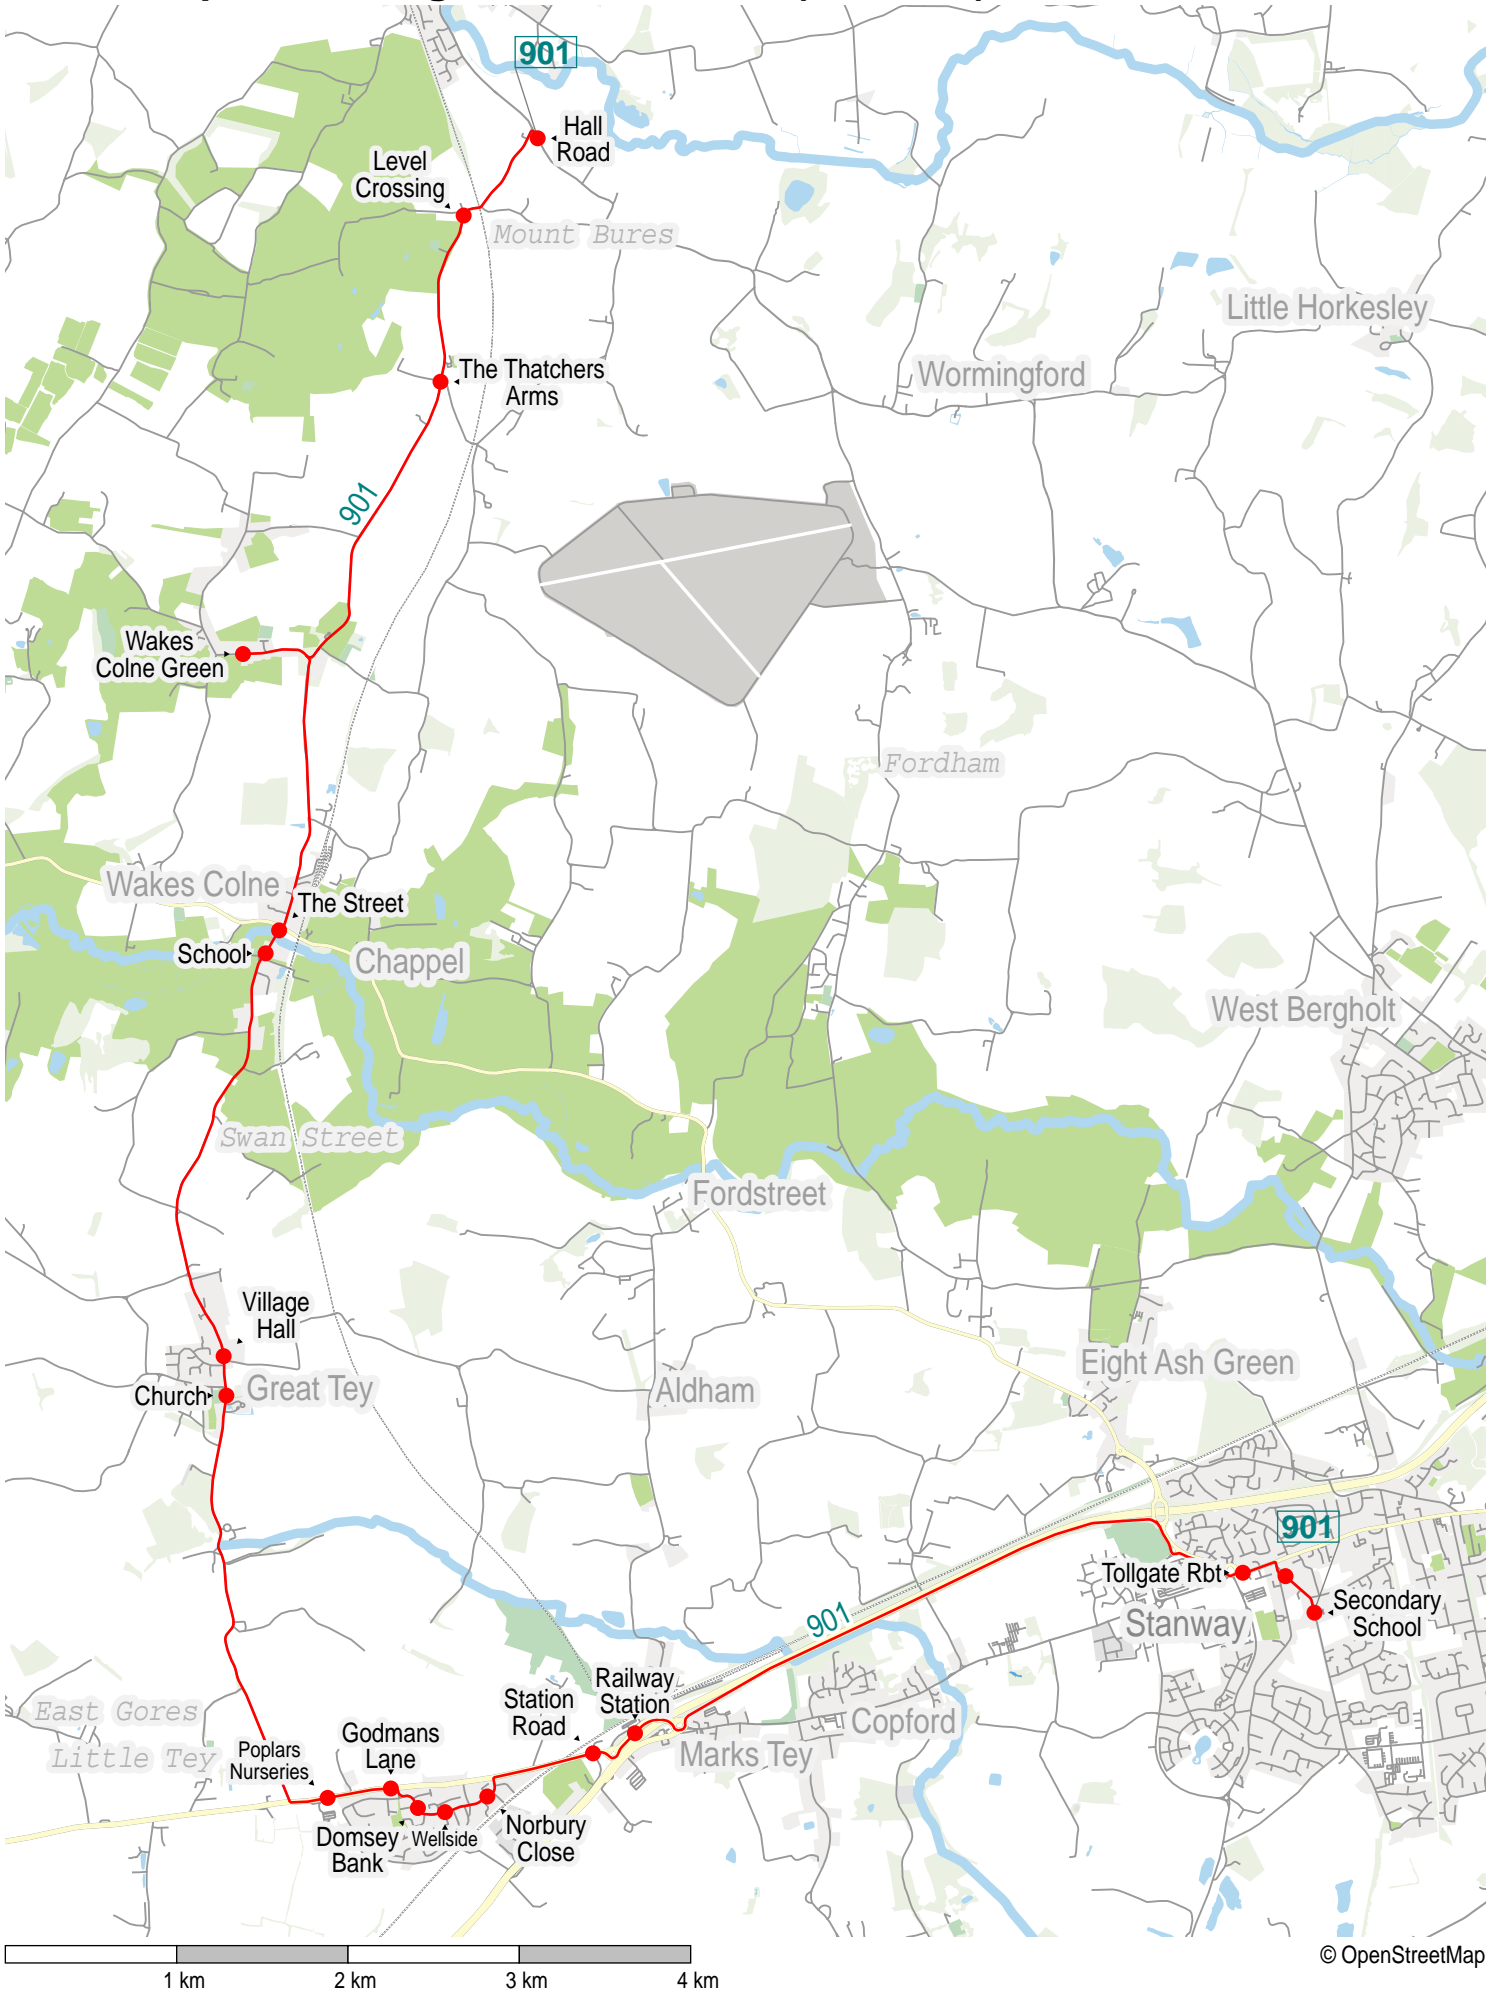 901
Hall
Road
Level
Crossing
Mount Bures
Little Horkesley
The Thatchers
Arms
Wormingford
901
Wakes
Colne Green
Fordham
Wakes Colne
The Street
School
Chappel
West Bergholt
Swan Street
Fordstreet
Village
Hall
Eight Ash Green
Church
Great Tey
Aldham
901
Tollgate Rbt
Secondary
School
Stanway
901
Railway
Station
Station
Road
East Gores
Copford
Godmans
Lane
Marks Tey
Little Tey
Poplars
Nurseries
Domsey
Bank
Wellside
Norbury
Close
© OpenStreetMap
1 km
2 km
3 km
4 km